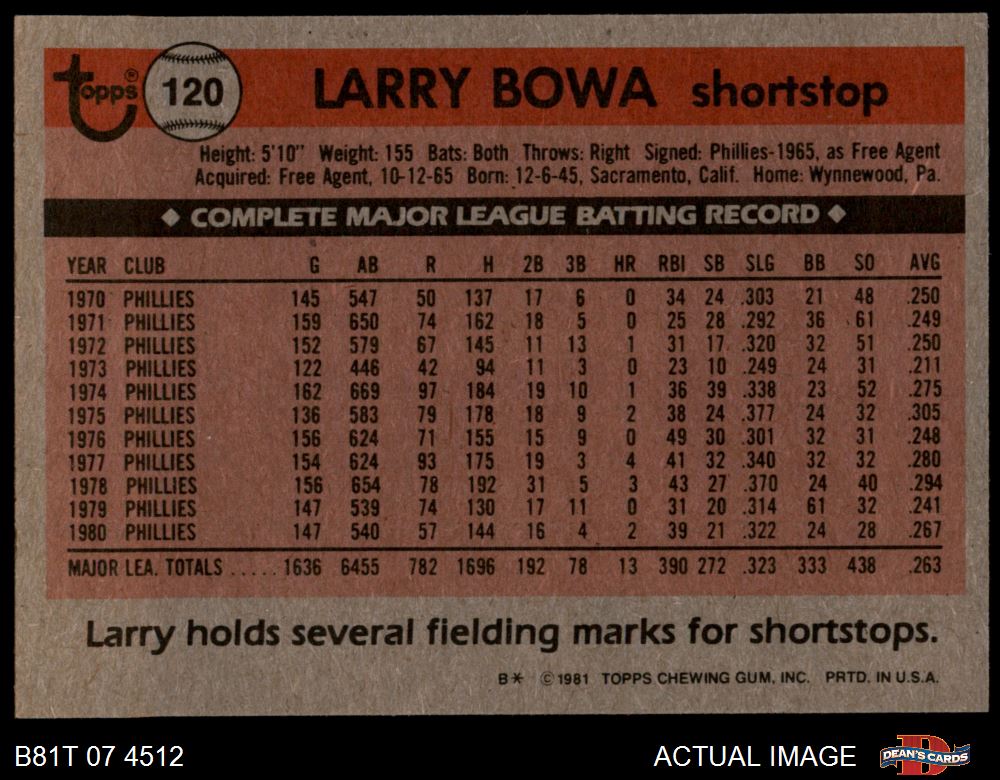 Topps® 120 LARRY BOWA shortstop
Height: 5'10" Weight: 155 Bats: Both Throws: Right Signed: Phillies-1965, as Free Agent
Acquired: Free Agent, 10-12-65 Born: 12-6-45, Sacramento, Calif. Home: Wynnewood, Pa.
◆ COMPLETE MAJOR LEAGUE BATTING RECORD ◆
YEAR CLUB G AB R H 2B 3B HR RBI SB SLG BB SO AVG
1970 PHILLIES 145 547 50 137 17 6 0 34 24 .303 21 48 .250
1971 PHILLIES 159 650 74 162 18 5 0 25 28 .292 36 61 .249
1972 PHILLIES 152 579 67 145 11 13 1 31 17 .320 32 51 .250
1973 PHILLIES 122 446 42 94 11 3 0 23 10 .249 24 31 .211
1974 PHILLIES 162 669 97 184 19 10 1 36 39 .338 23 52 .275
1975 PHILLIES 136 583 79 178 18 9 2 38 24 .377 24 32 .305
1976 PHILLIES 156 624 71 155 15 9 0 49 30 .301 32 31 .248
1977 PHILLIES 154 624 93 175 19 3 4 41 32 .340 32 32 .280
1978 PHILLIES 156 654 78 192 31 5 3 43 27 .370 24 40 .294
1979 PHILLIES 147 539 74 130 17 11 0 31 20 .314 61 32 .241
1980 PHILLIES 147 540 57 144 16 4 2 39 21 .322 24 28 .267
MAJOR LEA. TOTALS ..... 1636 6455 782 1696 192 78 13 390 272 .323 333 438 .263
Larry holds several fielding marks for shortstops.
B* © 1981 TOPPS CHEWING GUM, INC. PRTD. IN U.S.A.
B81T 07 4512 ACTUAL IMAGE D DEAN'S CARDS